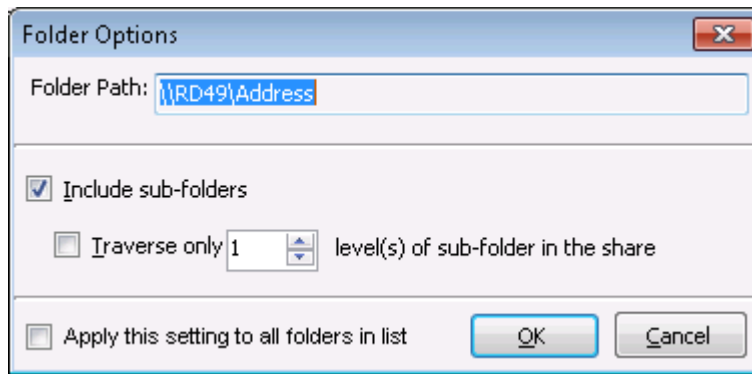 Folder Options
Folder Path: \\RD49\Address
Include sub-folders
Traverse only 1 level(s) of sub-folder in the share
Apply this setting to all folders in list OK Cancel